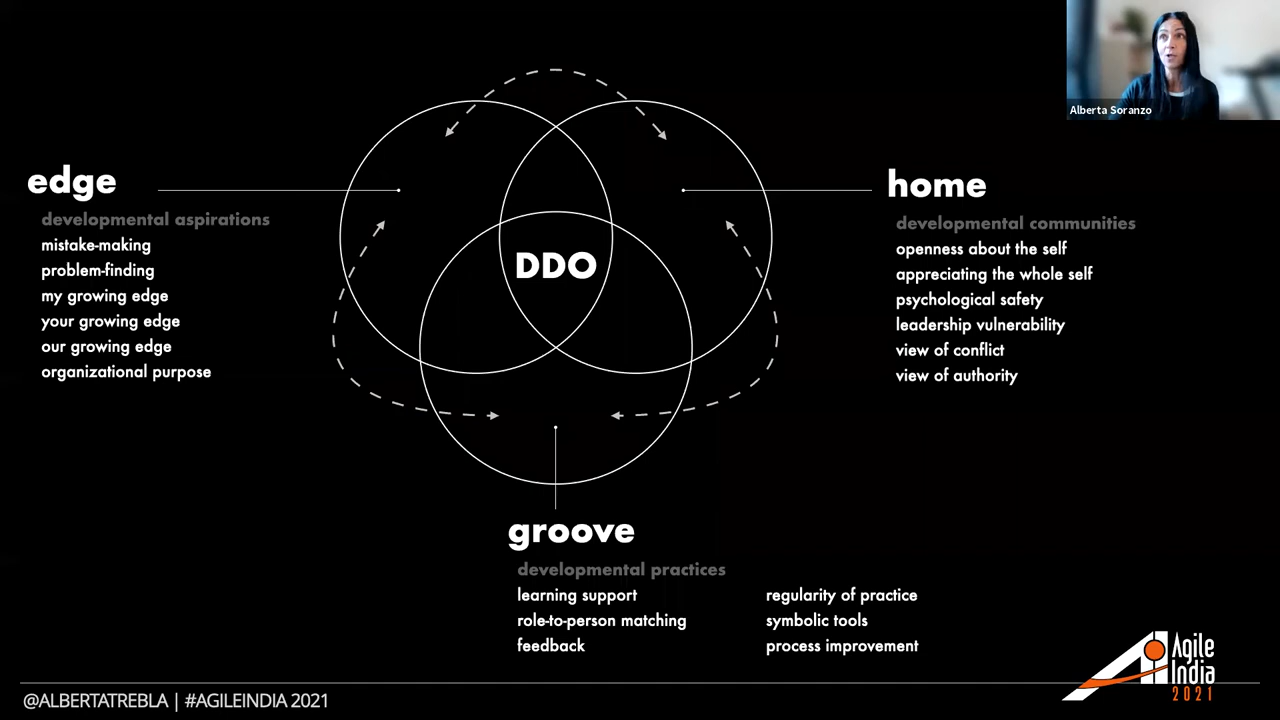 Alberta Soranzo
edge
developmental aspirations
mistake-making
problem-finding
my growing edge
your growing edge
our growing edge
organizational purpose
DDO
home
developmental communities
openness about the self
appreciating the whole self
psychological safety
leadership vulnerability
view of conflict
view of authority
groove
developmental practices
learning support
role-to-person matching
feedback
regularity of practice
symbolic tools
process improvement
@ALBERTATREBLA | #AGILEINDIA 2021
Agile
India
2021